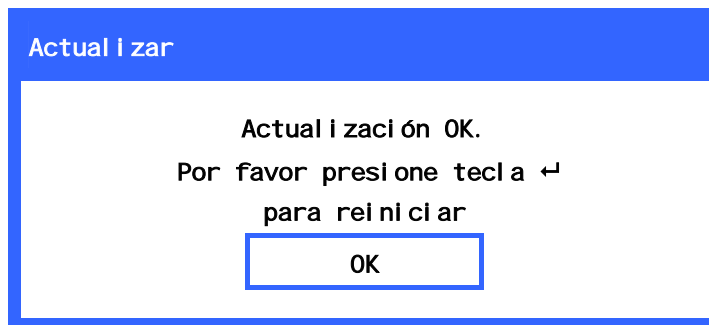 Actualizar
Actualización OK.
Por favor presione tecla ↵
para reiniciar
OK